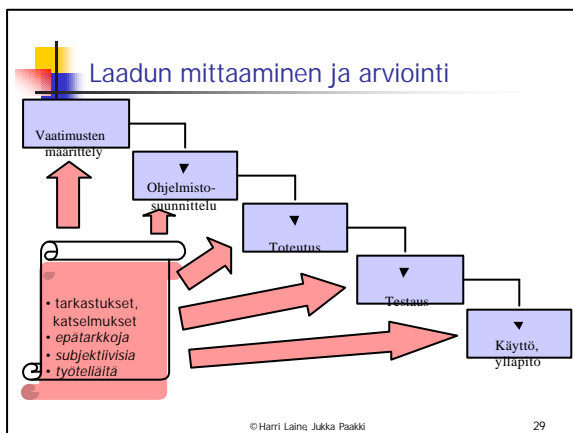 Laadun mittaaminen ja arviointi
Vaatimusten
määrittely
Ohjelmisto-
suunnittelu
Toteutus
Testaus
Käyttö,
ylläpito
• tarkastukset,
katselmukset
• epätarkkoja
• subjektiivisia
• työteliäitä
© Harri Laine, Jukka Paakki
29